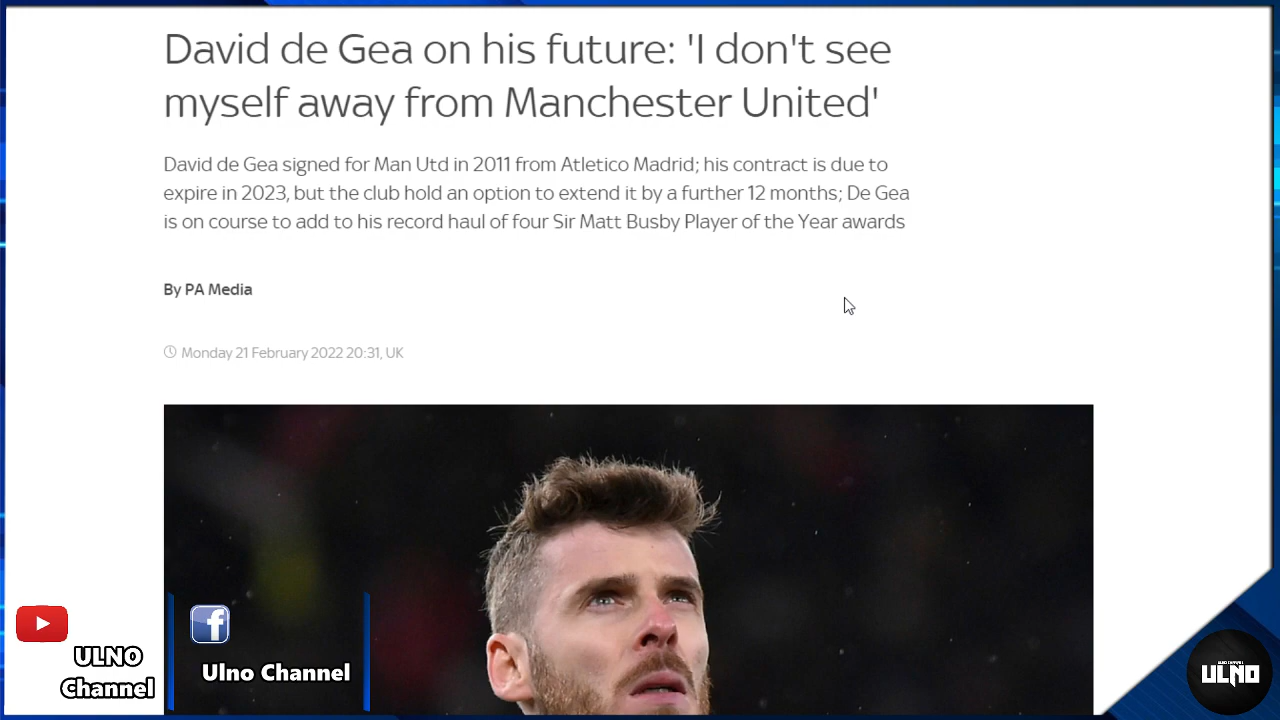 David de Gea on his future: 'I don't see
myself away from Manchester United'
David de Gea signed for Man Utd in 2011 from Atletico Madrid; his contract is due to
expire in 2023, but the club hold an option to extend it by a further 12 months; De Gea
is on course to add to his record haul of four Sir Matt Busby Player of the Year awards
By PA Media
Monday 21 February 2022 20:31, UK
ULNO
Channel
f
Ulno Channel
ULNO